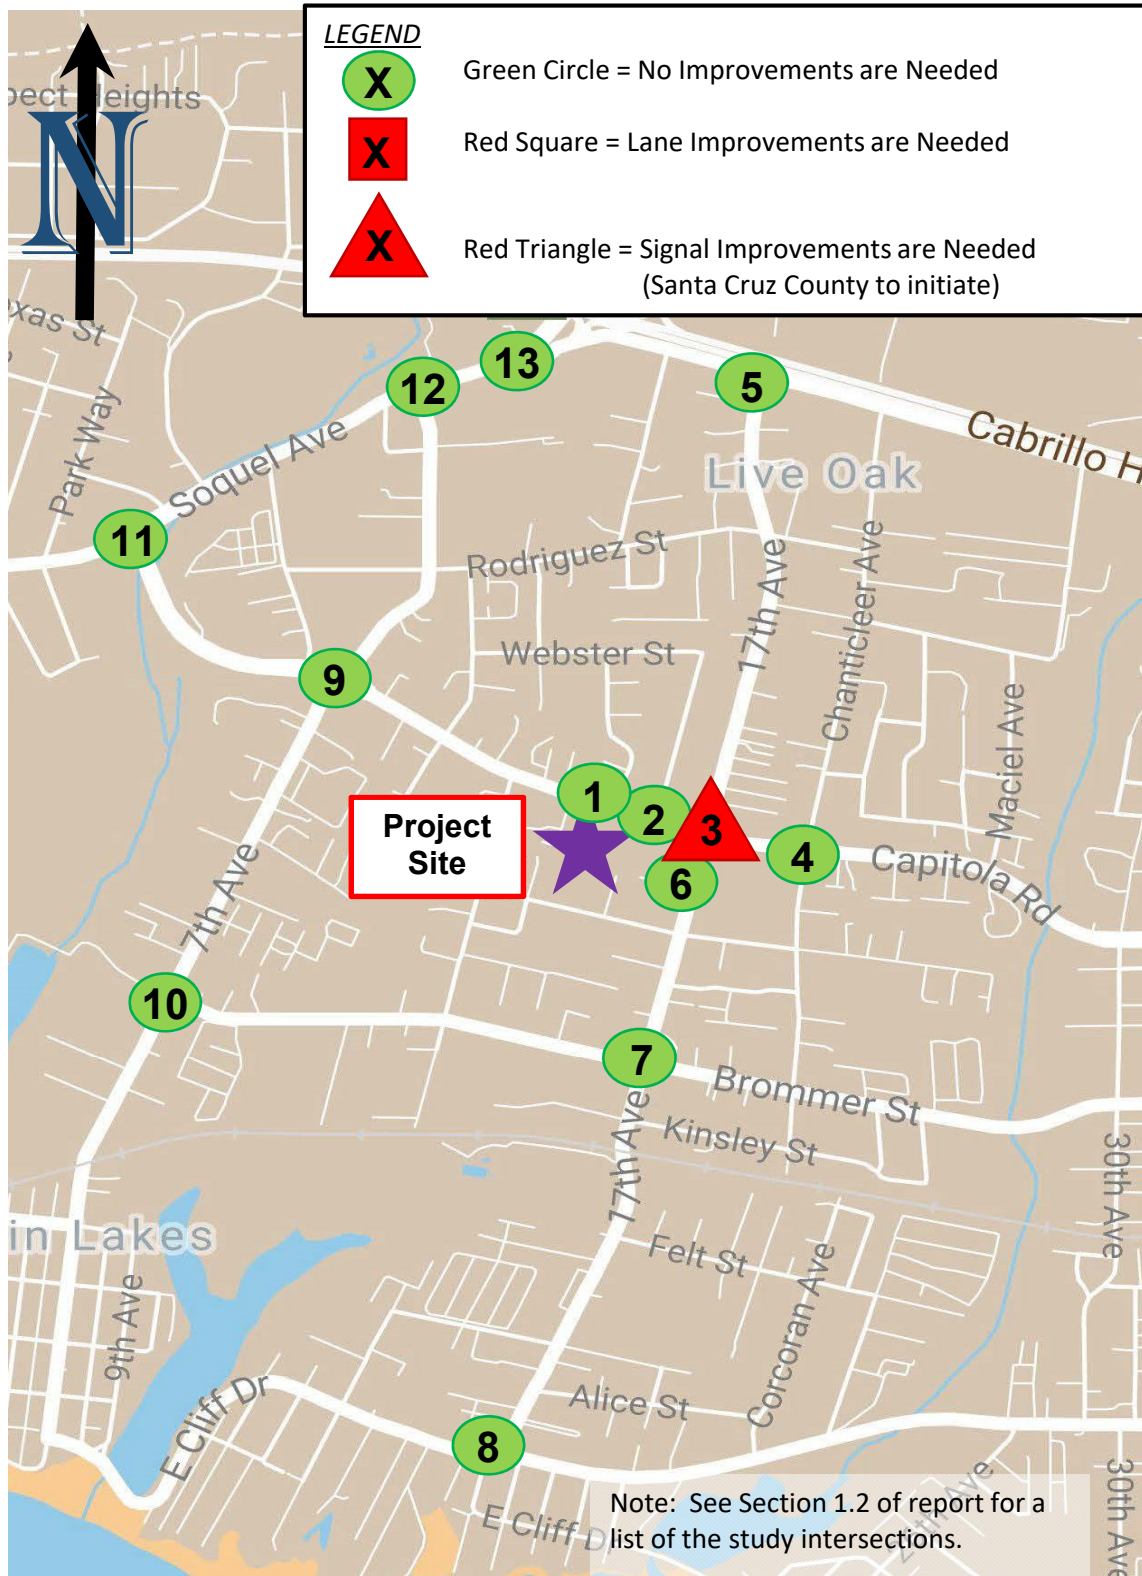 LEGEND
X
Green Circle = No Improvements are Needed
X
Red Square = Lane Improvements are Needed
X
Red Triangle = Signal Improvements are Needed
(Santa Cruz County to initiate)
pect Heights
N
exas St
Park Way
Soquel Ave
13
12
5
Cabrillo H
Live Oak
11
Rodriguez St
17th Ave
Chanticleer Ave
Webster St
9
Maciel Ave
1
2
3
4
Project
Site
6
Capitola Rd
7th Ave
10
7
Brommer St
Kinsley St
17th Ave
30th Ave
in Lakes
Felt St
9th Ave
Corcoran Ave
E Cliff Dr
Alice St
8
30th Ave
E Cliff D
Note: See Section 1.2 of report for a
list of the study intersections.